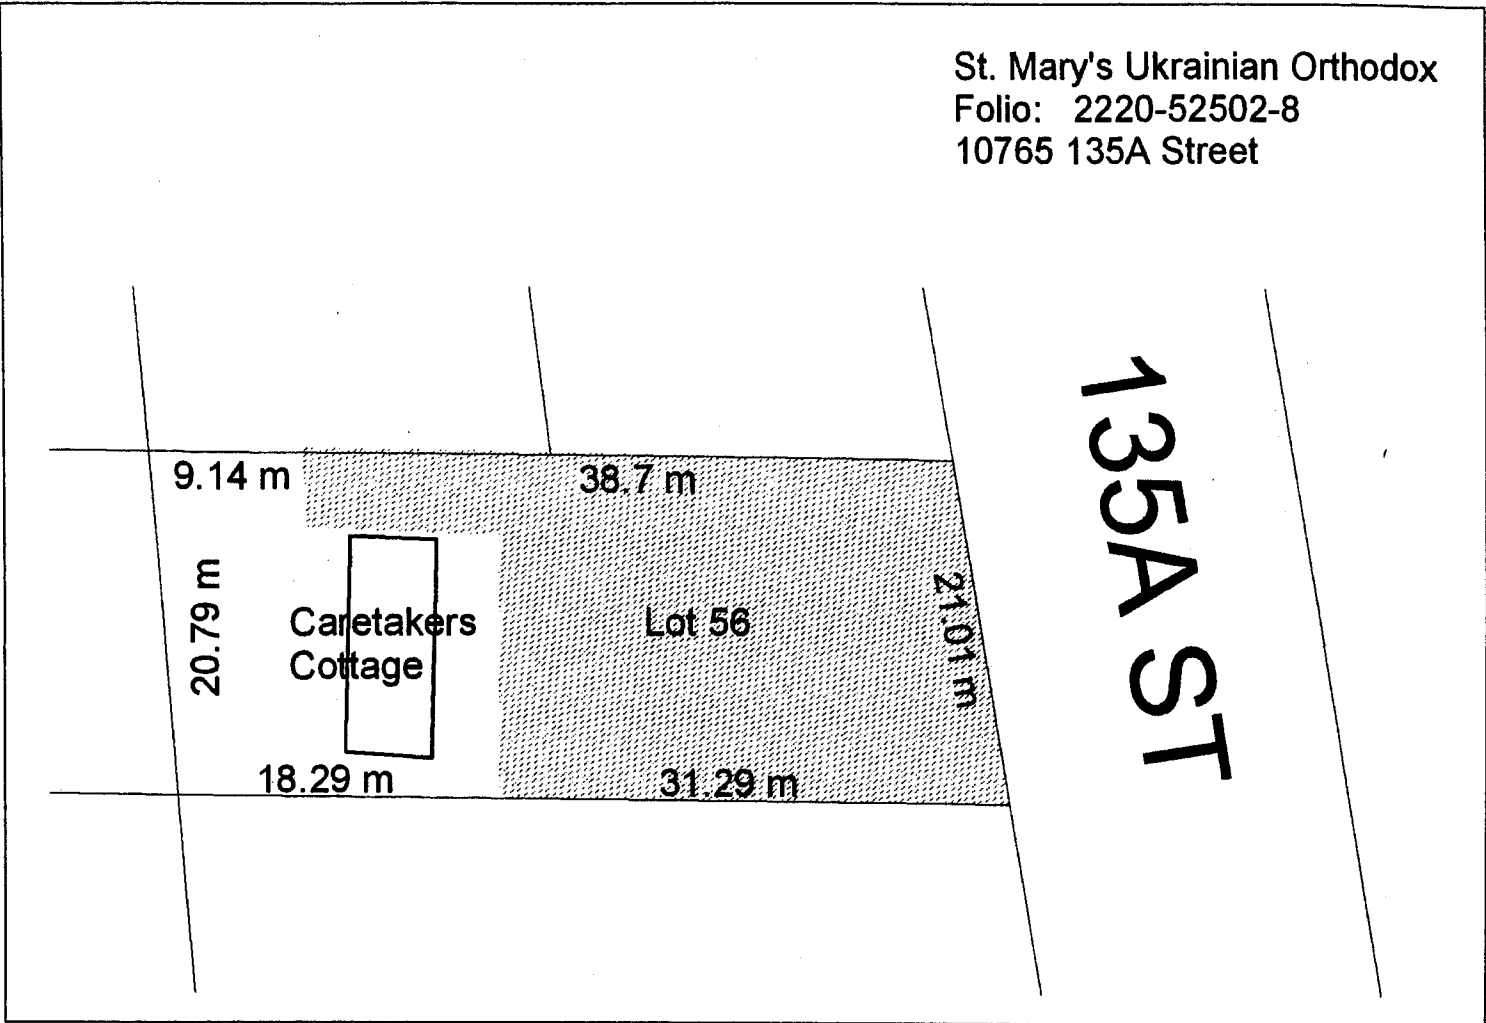 St. Mary's Ukrainian Orthodox
Folio: 2220-52502-8
10765 135A Street
9.14 m
38.7 m
135A ST
20.79 m
Caretakers
Cottage
Lot 56
21.01 m
18.29 m
31.29 m